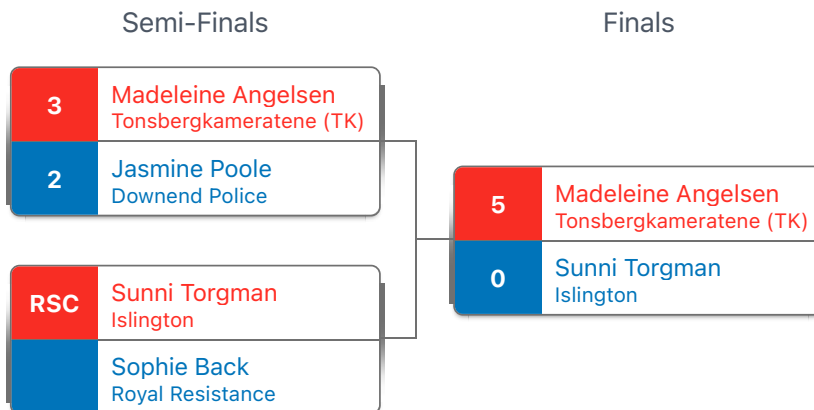 Semi-Finals
Finals
3
Madeleine Angelsen
Tonsbergkameratene (TK)
2
Jasmine Poole
Downend Police
RSC
Sunni Torgman
Islington
Sophie Back
Royal Resistance
5
Madeleine Angelsen
Tonsbergkameratene (TK)
0
Sunni Torgman
Islington